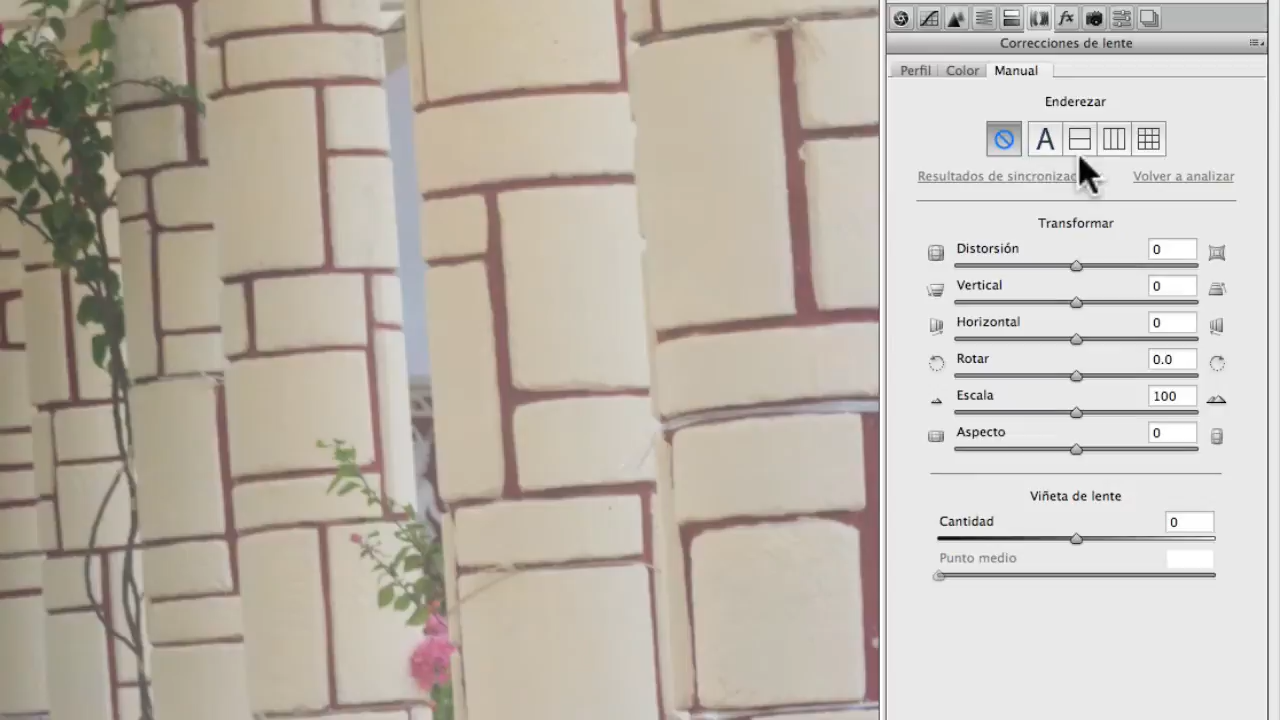 fx
Correcciones de lente
Perfil Color Manual
Enderezar
A
Resultados de sincronizac
Volver a analizar
Transformar
Distorsión 0
Vertical 0
Horizontal 0
Rotar 0.0
Escala 100
Aspecto 0
Viñeta de lente
Cantidad 0
Punto medio